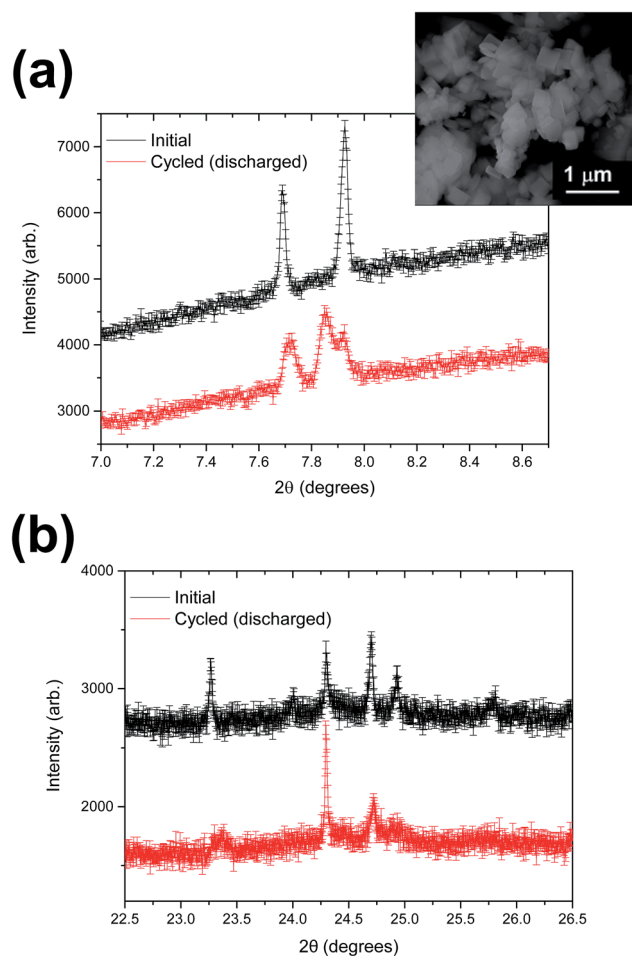 (a)
1 μm
Initial
Cycled (discharged)
7000
6000
5000
4000
3000
Intensity (arb.)
7.0 7.2 7.4 7.6 7.8 8.0 8.2 8.4 8.6
2θ (degrees)
(b)
Initial
Cycled (discharged)
4000
3000
2000
Intensity (arb.)
22.5 23.0 23.5 24.0 24.5 25.0 25.5 26.0 26.5
2θ (degrees)